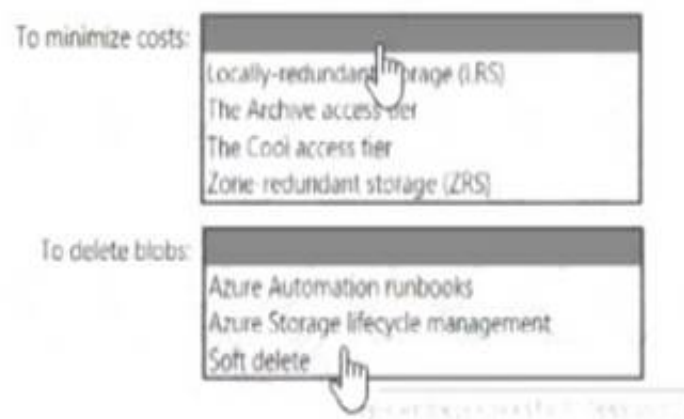 To minimize costs:
Locally-redundant storage (LRS)
The Archive access tier
The Cool access tier
Zone-redundant storage (ZRS)
To delete blobs:
Azure Automation runbooks
Azure Storage lifecycle management
Soft delete